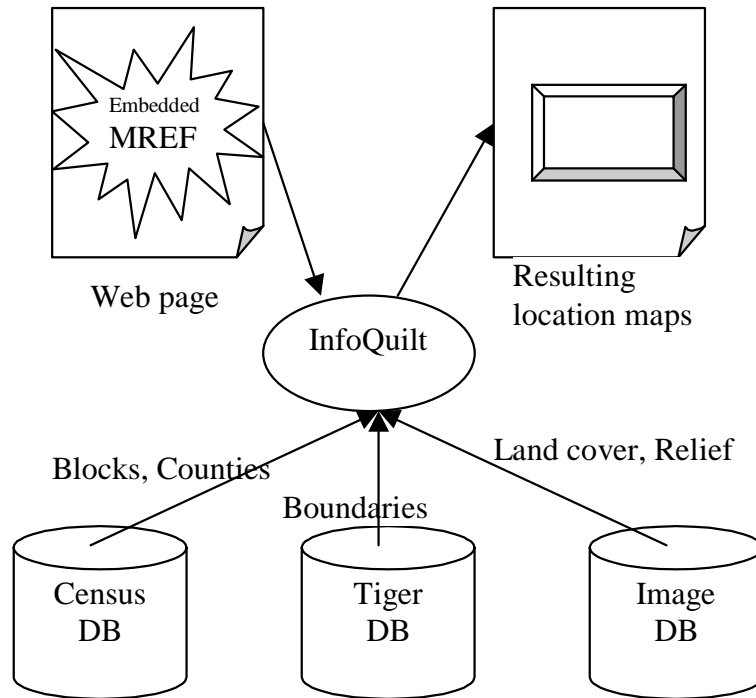 Embedded
MREF
Web page
Resulting
location maps
InfoQuilt
Blocks, Counties
Land cover, Relief
Boundaries
Census
DB
Tiger
DB
Image
DB